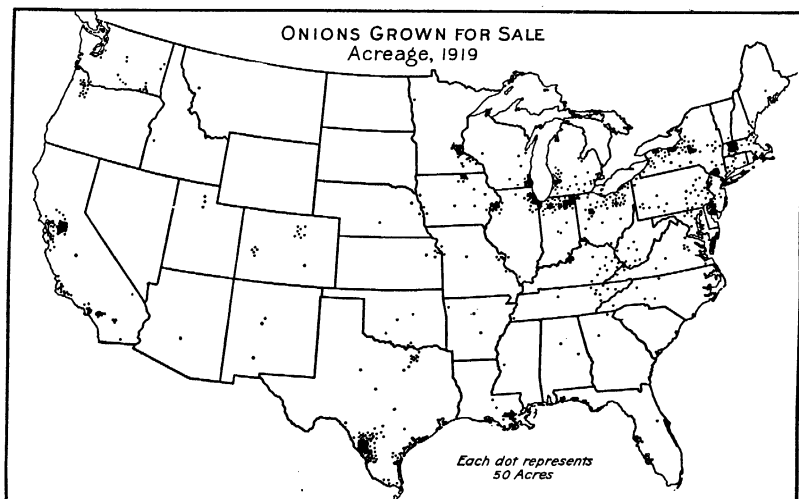 ONIONS GROWN FOR SALE
Acreage, 1919
Each dot represents
50 Acres